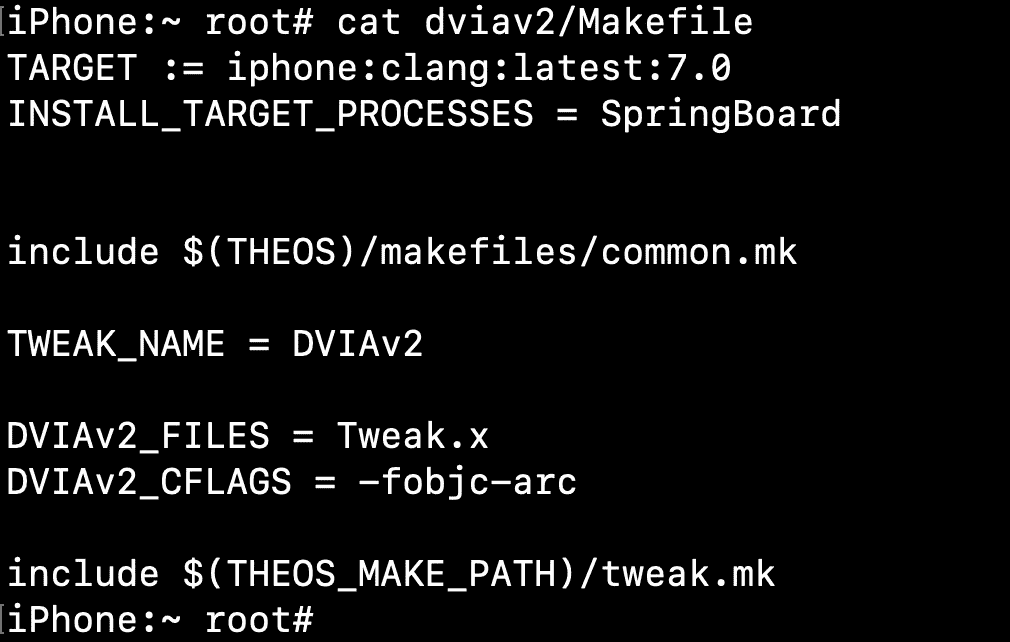 iPhone:~ root# cat dviav2/Makefile
TARGET := iphone:clang:latest:7.0
INSTALL_TARGET_PROCESSES = SpringBoard
include $(THEOS)/makefiles/common.mk
TWEAK_NAME = DVIAv2
DVIAv2_FILES = Tweak.x
DVIAv2_CFLAGS = -fobjc-arc
include $(THEOS_MAKE_PATH)/tweak.mk
iPhone:~ root#